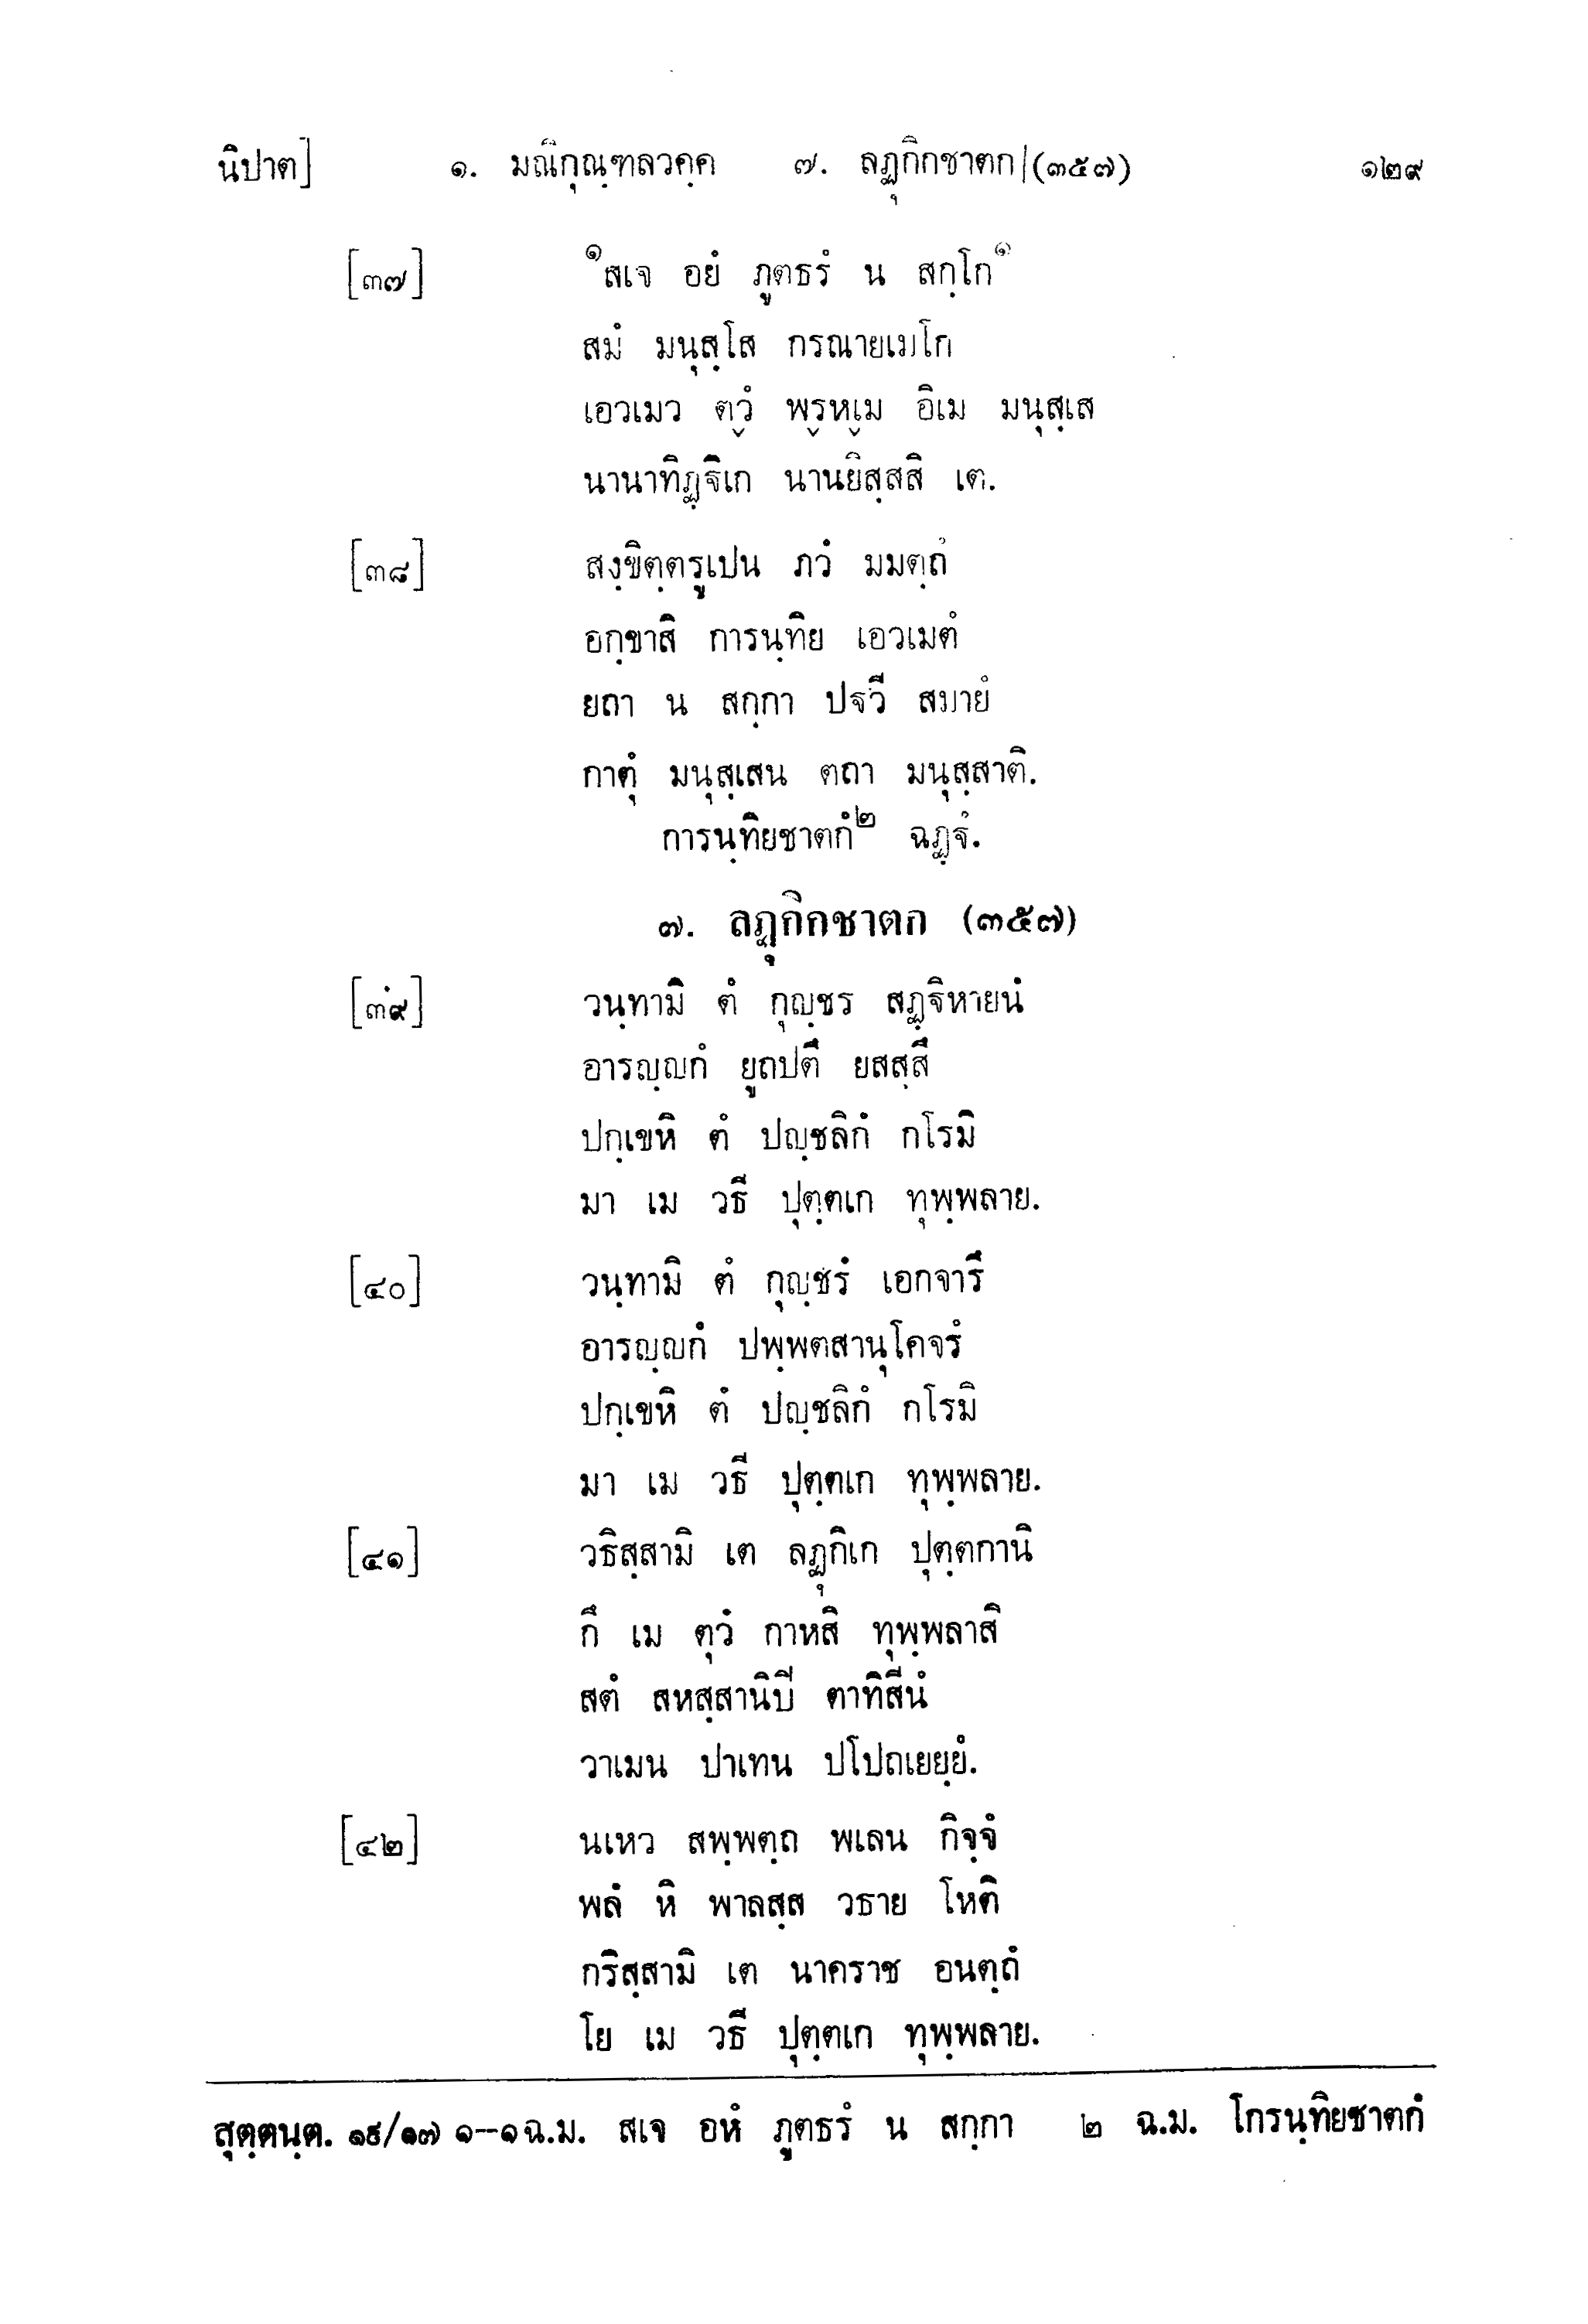 นิปาต] ๑. มณิกุณฺฑลวคฺค ๗. ลฏุกิกชาตก (๓๕๗) ๑๒๙
[๓๗] ๑สเจ อยํ ภูตธรํ น สกฺโก๑
สมํ มนุสฺโส กรณายเมโก
เอวเมว ตฺวํ พฺรหฺเม อิเม มนุสฺเส
นานาทิฏฺฐิเก นานยิสฺสสิ เต.
[๓๘] สงฺขิตฺตรูเปน ภวํ มมตฺถํ
อกฺขาสิ การนฺทิย เอวเมตํ
ยถา น สกฺกา ปฐวี สมายํ
กาตุํ มนุสฺเสน ตถา มนุสฺสาติ.
การนฺทิยชาตกํ๒ ฉฏฺฐํ.
๗. ลฏุกิกชาตก (๓๕๗)
[๓๙] วนฺทามิ ตํ กุญฺชร สฏฺฐิหายนํ
อารญฺญกํ ยูถปตึ ยสสฺสึ
ปกฺเขหิ ตํ ปญฺชลิกํ กโรมิ
มา เม วธี ปุตฺตเก ทุพฺพลาย.
[๔๐] วนฺทามิ ตํ กุญฺชรํ เอกจารึ
อารญฺญกํ ปพฺพตสานุโคจรํ
ปกฺเขหิ ตํ ปญฺชลิกํ กโรมิ
มา เม วธี ปุตฺตเก ทุพฺพลาย.
[๔๑] วธิสฺสามิ เต ลฏุกิเก ปุตฺตกานิ
กึ เม ตุวํ กาหสิ ทุพฺพลาสิ
สตํ สหสฺสานิปี ตาทิสีนํ
วาเมน ปาเทน ปโปถเยยฺยํ.
[๔๒] นเหว สพฺพตฺถ พเลน กิจฺจํ
พลํ หิ พาลสฺส วธาย โหติ
กริสฺสามิ เต นาคราช อนตฺถํ
โย เม วธี ปุตฺตเก ทุพฺพลาย.
สุตฺตนฺต. ๑๙/๑๗ ๑-๑ฉ.ม. สเจ อหํ ภูตธรํ น สกฺกา ๒ ฉ.ม. โกรนฺทิยชาตกํ